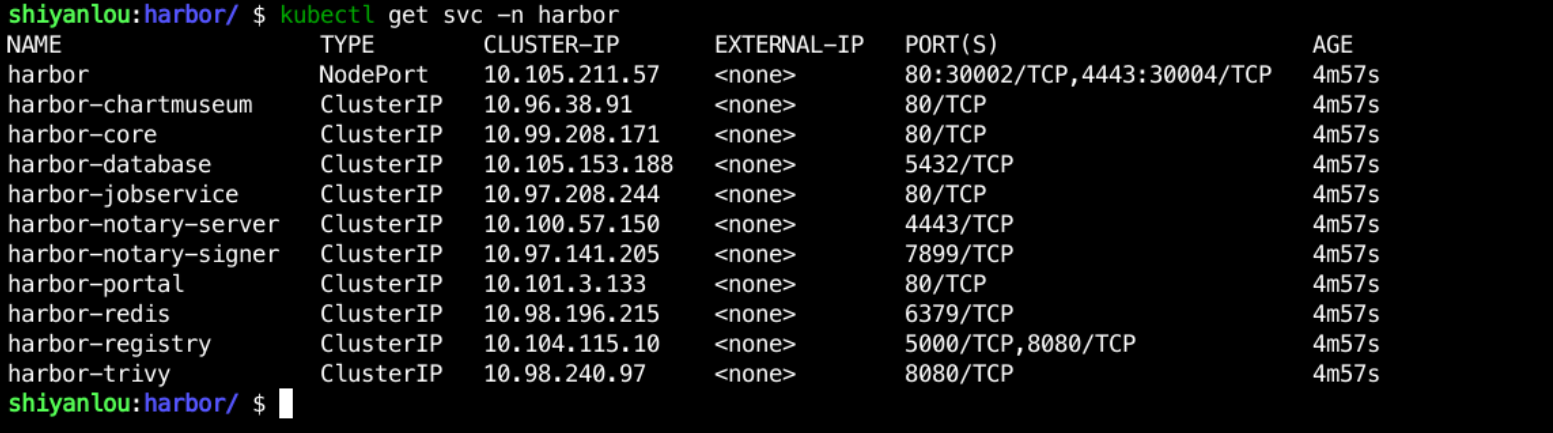 shiyanlou:harbor/ $ kubectl get svc -n harbor
NAME TYPE CLUSTER-IP EXTERNAL-IP PORT(S) AGE
harbor NodePort 10.105.211.57 <none> 80:30002/TCP,4443:30004/TCP 4m57s
harbor-chartmuseum ClusterIP 10.96.38.91 <none> 80/TCP 4m57s
harbor-core ClusterIP 10.99.208.171 <none> 80/TCP 4m57s
harbor-database ClusterIP 10.105.153.188 <none> 5432/TCP 4m57s
harbor-jobservice ClusterIP 10.97.208.244 <none> 80/TCP 4m57s
harbor-notary-server ClusterIP 10.100.57.150 <none> 4443/TCP 4m57s
harbor-notary-signer ClusterIP 10.97.141.205 <none> 7899/TCP 4m57s
harbor-portal ClusterIP 10.101.3.133 <none> 80/TCP 4m57s
harbor-redis ClusterIP 10.98.196.215 <none> 6379/TCP 4m57s
harbor-registry ClusterIP 10.104.115.10 <none> 5000/TCP,8080/TCP 4m57s
harbor-trivy ClusterIP 10.98.240.97 <none> 8080/TCP 4m57s
shiyanlou:harbor/ $